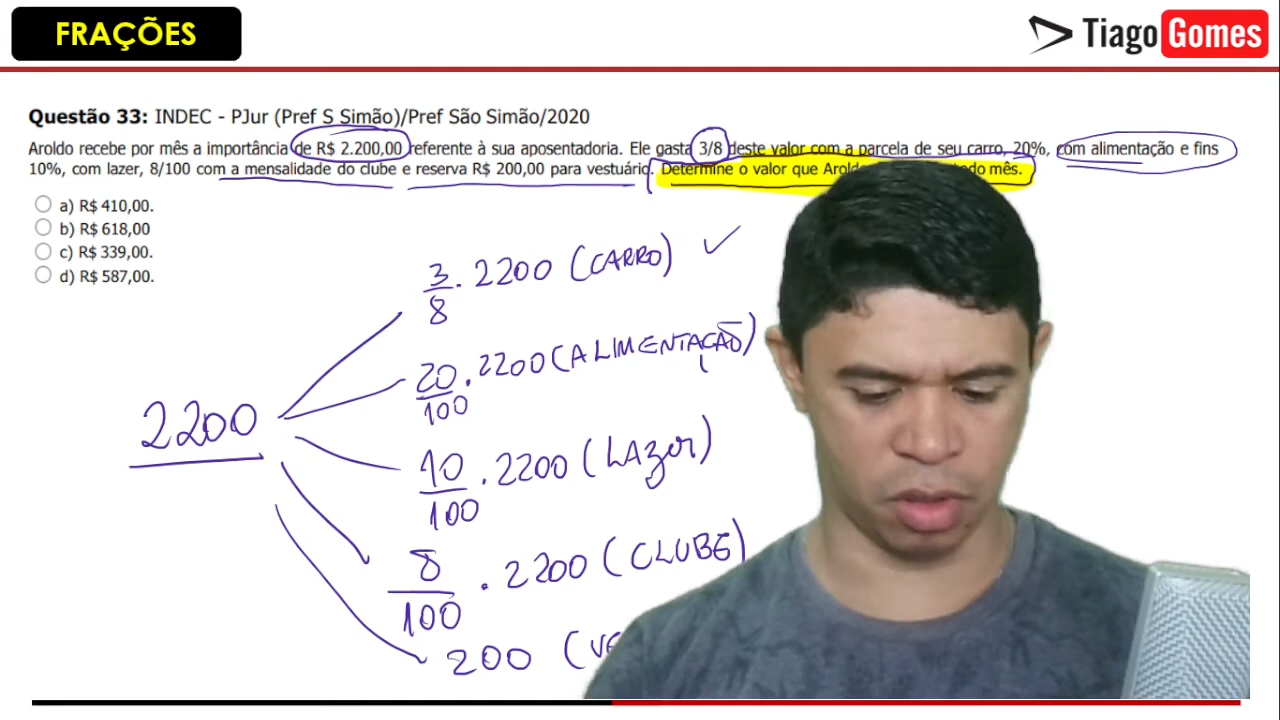 FRAÇÕES
Tiago Gomes
Questão 33: INDEC - PJur (Pref S Simão)/Pref São Simão/2020
Aroldo recebe por mês a importância de R$ 2.200,00 referente à sua aposentadoria. Ele gasta 3/8 deste valor com a parcela de seu carro, 20%, com alimentação e fins
10%, com lazer, 8/100 com a mensalidade do clube e reserva R$ 200,00 para vestuário. Determine o valor que mês.
a) R$ 410,00.
b) R$ 618,00
c) R$ 339,00.
d) R$ 587,00.
3/8 . 2200 (CARRO) ✓
20/100 . 2200 (ALIMENTAÇÃO)
2200
10/100 . 2200 (LAZER)
8/100 . 2200 (CLUBE)
200